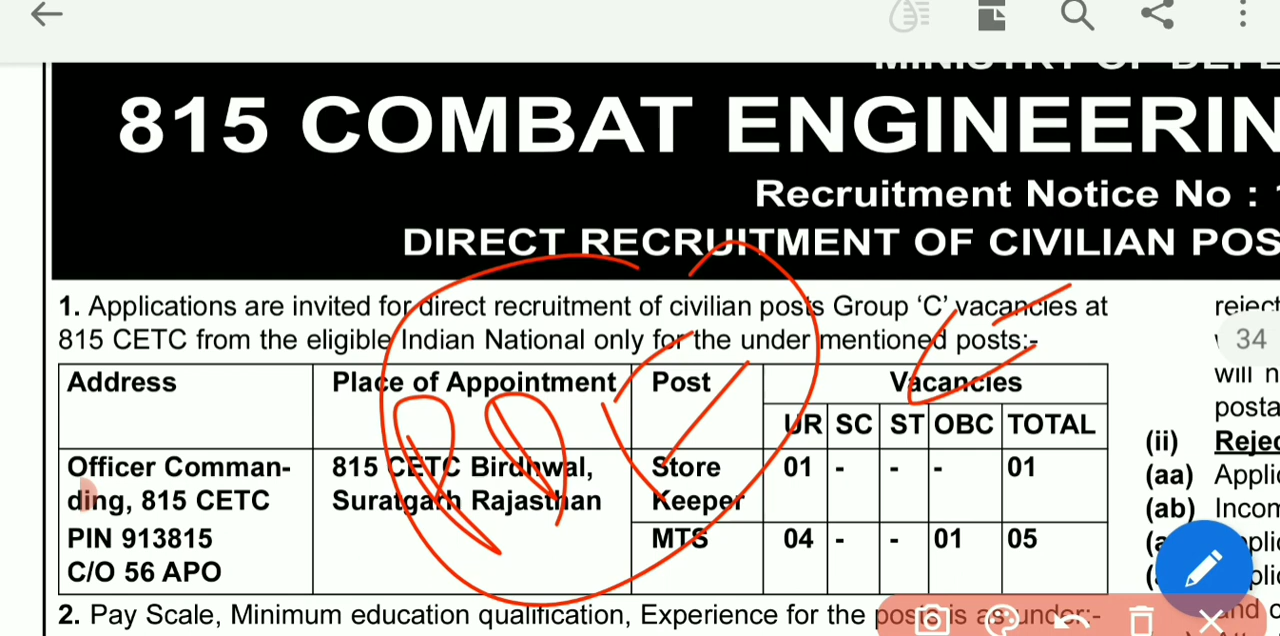 815 COMBAT ENGINEERIN
Recruitment Notice No :
DIRECT RECRUITMENT OF CIVILIAN POS
1. Applications are invited for direct recruitment of civilian posts Group ‘C’ vacancies at
815 CETC from the eligible Indian National only for the under mentioned posts:-
Address Place of Appointment Post Vacancies
UR SC ST OBC TOTAL
Officer Comman- 815 CETC Birdhwal, Store 01 - - - 01
ding, 815 CETC Suratgarh Rajasthan Keeper
PIN 913815 MTS 04 - - 01 05
C/O 56 APO
2. Pay Scale, Minimum education qualification, Experience for the posts is as under:-
34
will n
posta
(ii) Rejec
(aa) Applic
(ab) Incom
and